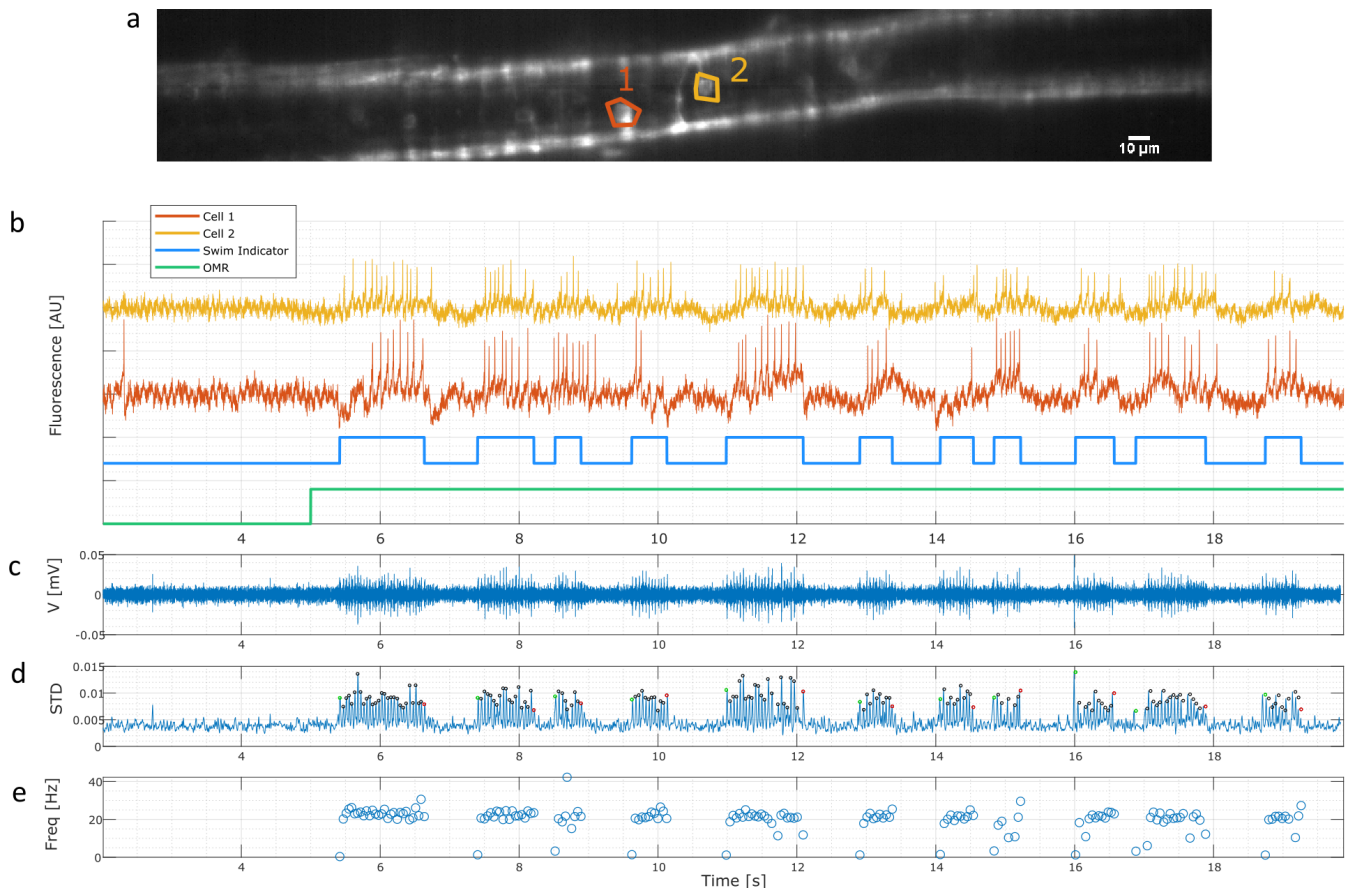 a
1
2
10 µm
b
Cell 1
Cell 2
Swim Indicator
OMR
Fluorescence [AU]
4 6 8 10 12 14 16 18
c
V [mV]
0.05
0
-0.05
4 6 8 10 12 14 16 18
d
STD
0.015
0.01
0.005
0
4 6 8 10 12 14 16 18
e
Freq [Hz]
40
20
0
4 6 8 10 12 14 16 18
Time [s]